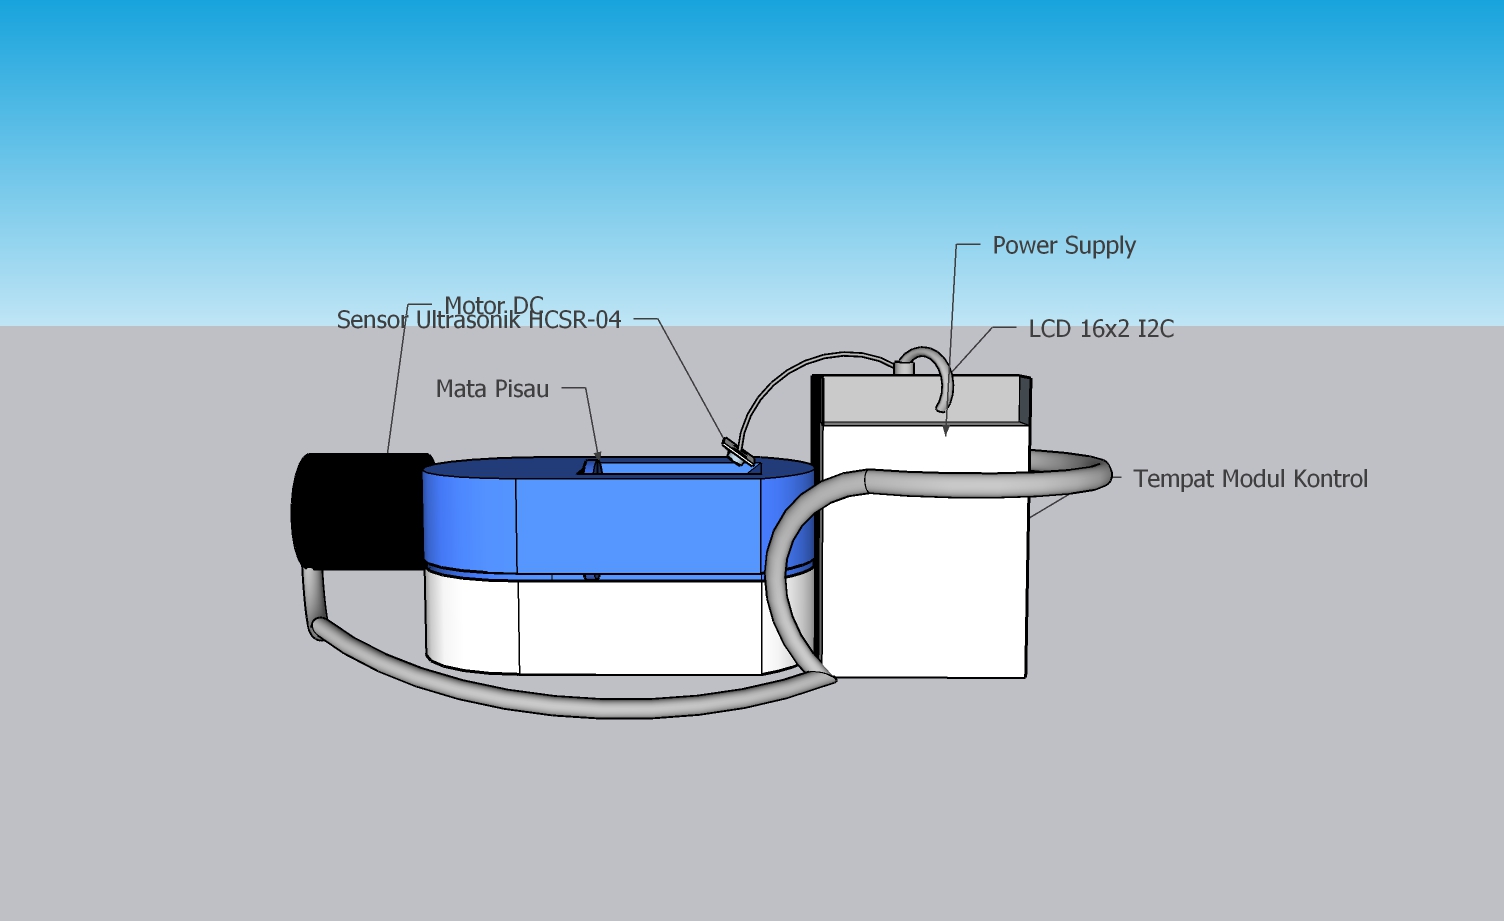 Power Supply
Motor DC
Sensor Ultrasonik HCSR-04
LCD 16x2 I2C
Mata Pisau
Tempat Modul Kontrol